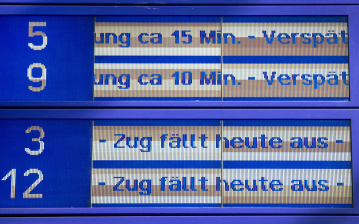 5 ung ca 15 Min. - Verspät
9 ung ca 10 Min. - Verspät
3 - Zug fällt heute aus -
12 - Zug fällt heute aus -